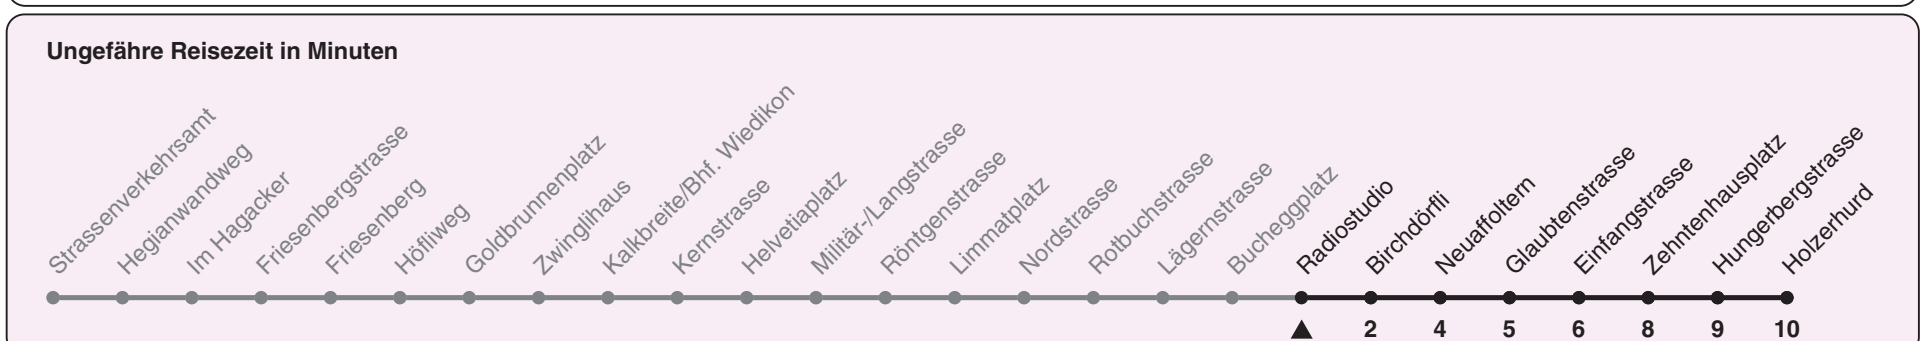 Ungefähre Reisezeit in Minuten
Strassenverkehrsamt
Hegianwandweg
Im Hagacker
Friesenbergstrasse
Friesenberg
Höfliweg
Goldbrunnenplatz
Zwinglihaus
Kalkbreite/Bhf. Wiedikon
Kernstrasse
Helvetiaplatz
Militär-/Langstrasse
Röntgenstrasse
Limmatplatz
Nordstrasse
Rotbuchstrasse
Lägernstrasse
Bucheggplatz
Radiostudio
Birchdörfli
Neuaffoltern
Glaubtenstrasse
Einfangstrasse
Zehntenhausplatz
Hungerbergstrasse
Holzerhurd
2 4 5 6 8 9 10